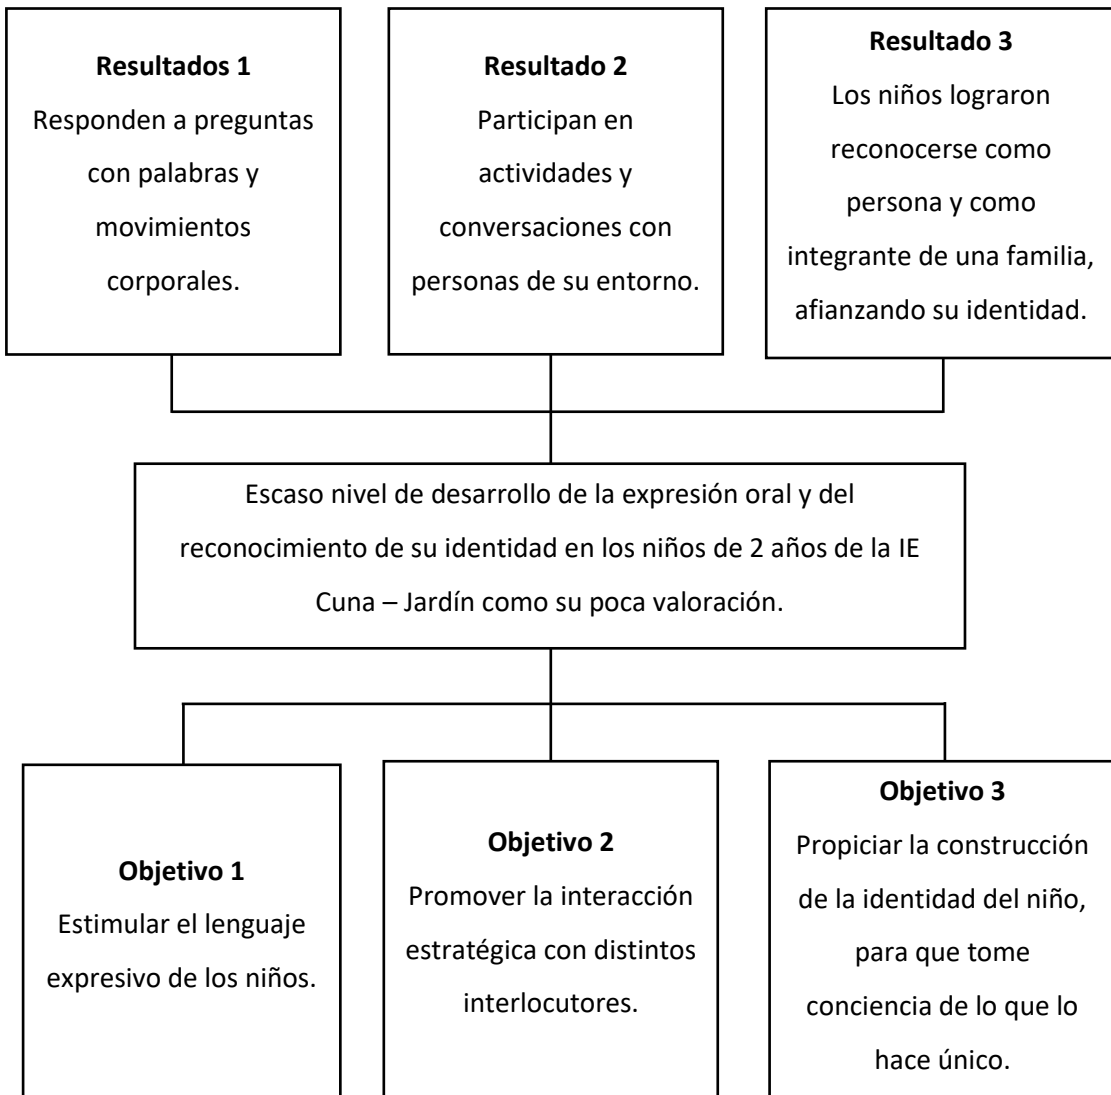 Resultados 1
Responden a preguntas
con palabras y
movimientos
corporales.
Resultado 2
Participan en
actividades y
conversaciones con
personas de su entorno.
Resultado 3
Los niños lograron
reconocerse como
persona y como
integrante de una familia,
afianzando su identidad.
Escaso nivel de desarrollo de la expresión oral y del
reconocimiento de su identidad en los niños de 2 años de la IE
Cuna – Jardín como su poca valoración.
Objetivo 1
Estimular el lenguaje
expresivo de los niños.
Objetivo 2
Promover la interacción
estratégica con distintos
interlocutores.
Objetivo 3
Propiciar la construcción
de la identidad del niño,
para que tome
conciencia de lo que lo
hace único.